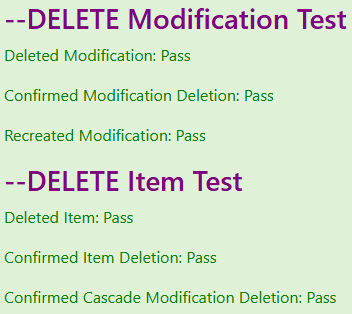 --DELETE Modification Test
Deleted Modification: Pass
Confirmed Modification Deletion: Pass
Recreated Modification: Pass
--DELETE Item Test
Deleted Item: Pass
Confirmed Item Deletion: Pass
Confirmed Cascade Modification Deletion: Pass